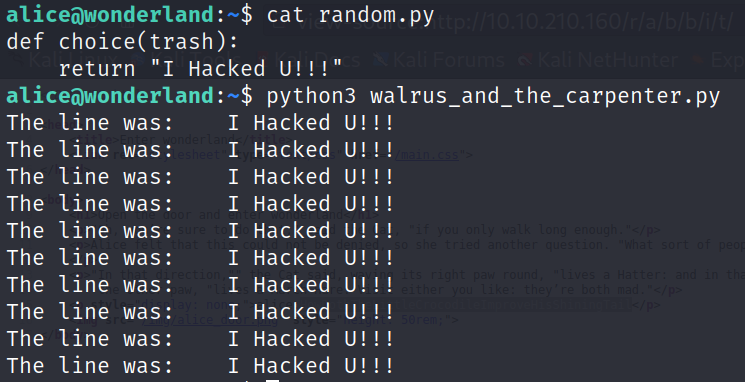 alice@wonderland:~$ cat random.py
def choice(trash):
    return "I Hacked U!!!"
alice@wonderland:~$ python3 walrus_and_the_carpenter.py
The line was:    I Hacked U!!!
The line was:    I Hacked U!!!
The line was:    I Hacked U!!!
The line was:    I Hacked U!!!
The line was:    I Hacked U!!!
The line was:    I Hacked U!!!
The line was:    I Hacked U!!!
The line was:    I Hacked U!!!
The line was:    I Hacked U!!!
The line was:    I Hacked U!!!